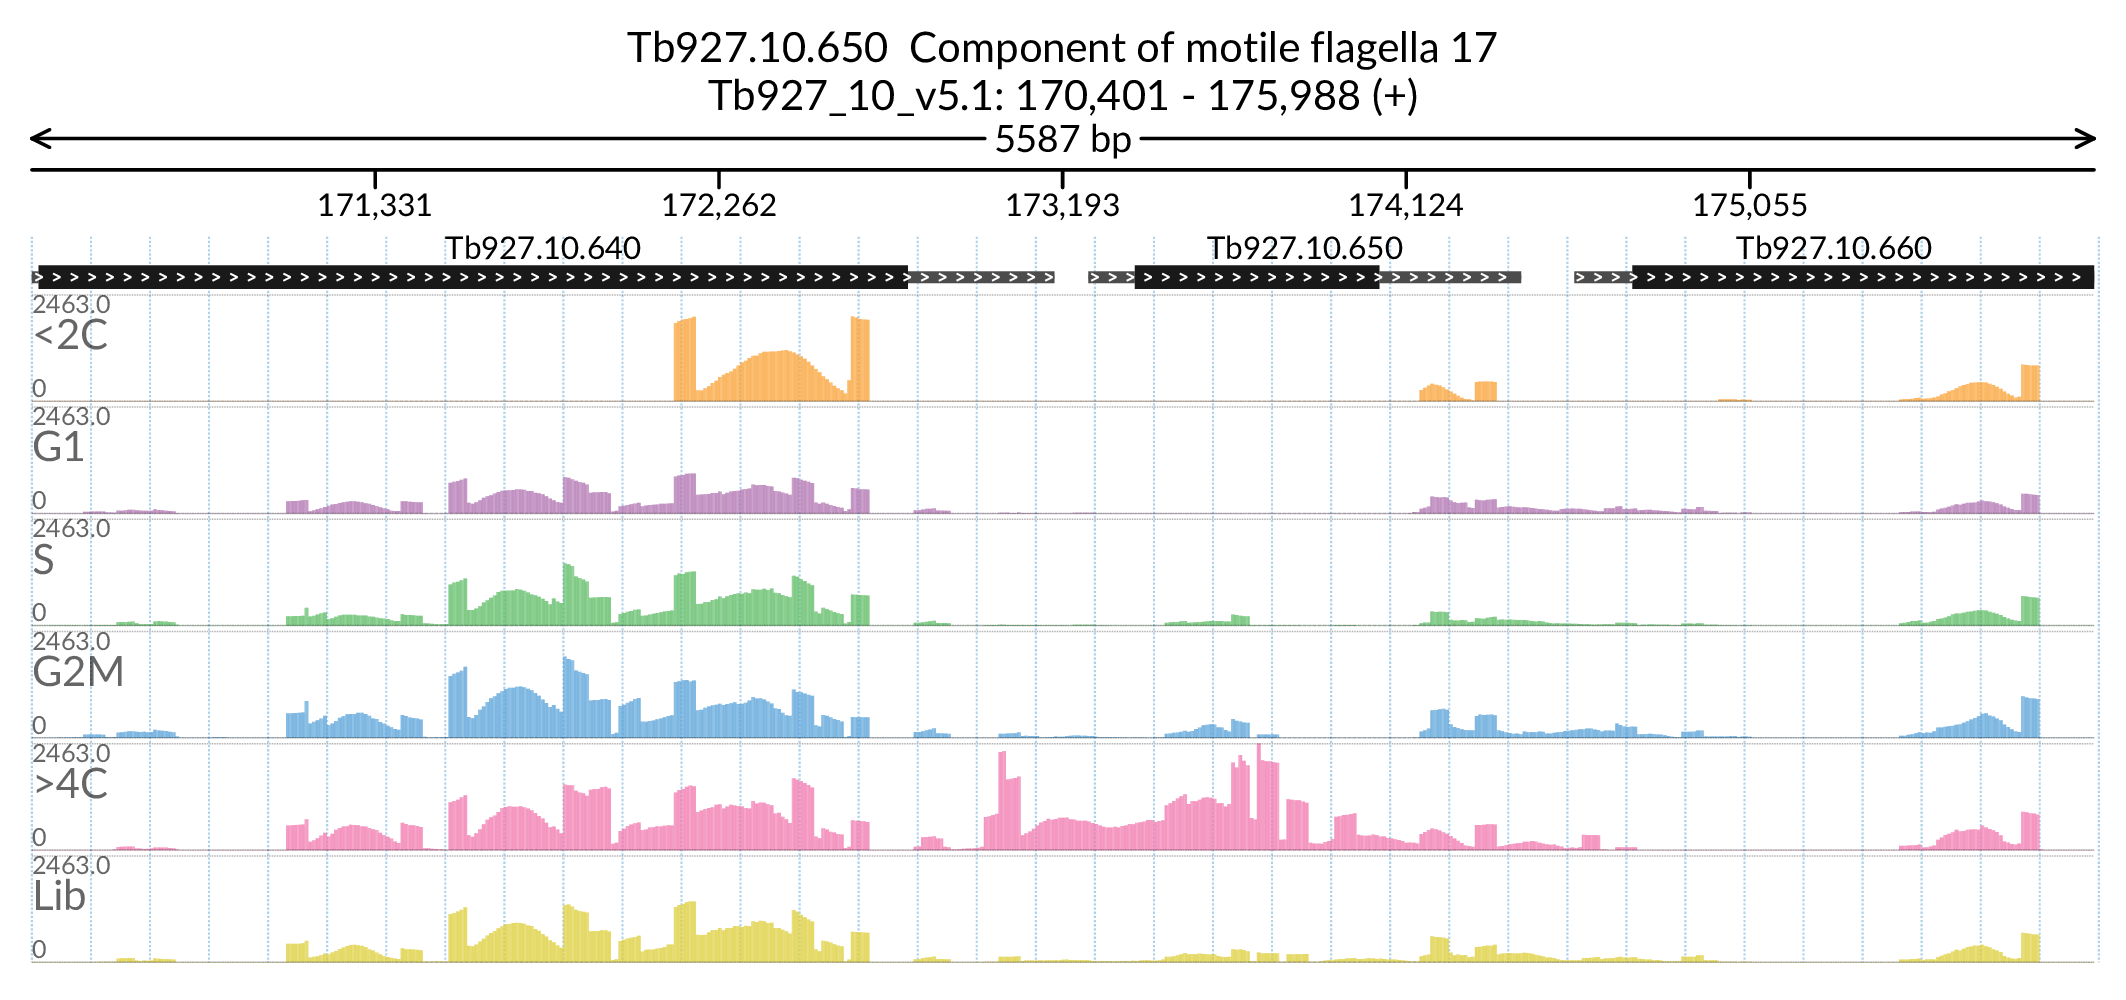 Tb927.10.650  Component of motile flagella 17
Tb927_10_v5.1: 170,401 - 175,988 (+)
5587 bp
171,331 172,262 173,193 174,124 175,055
Tb927.10.640 Tb927.10.650 Tb927.10.660
2463.0
<2C
0
2463.0
G1
0
2463.0
S
0
2463.0
G2M
0
2463.0
>4C
0
2463.0
Lib
0